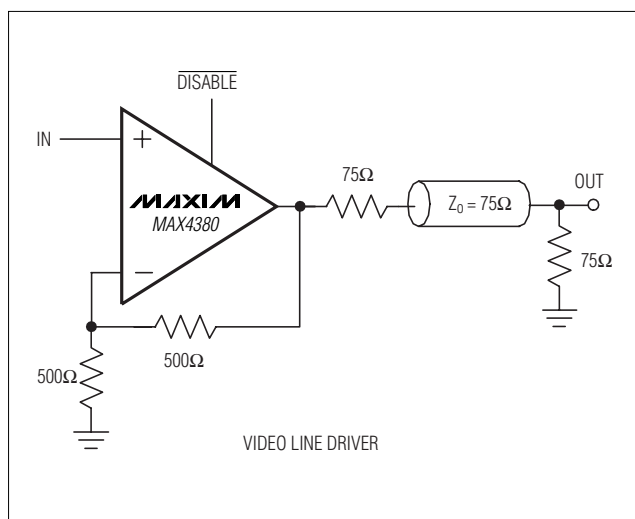 DISABLE
IN
+
MAXIM
MAX4380
−
75Ω
Z0 = 75Ω
OUT
75Ω
500Ω
500Ω
VIDEO LINE DRIVER